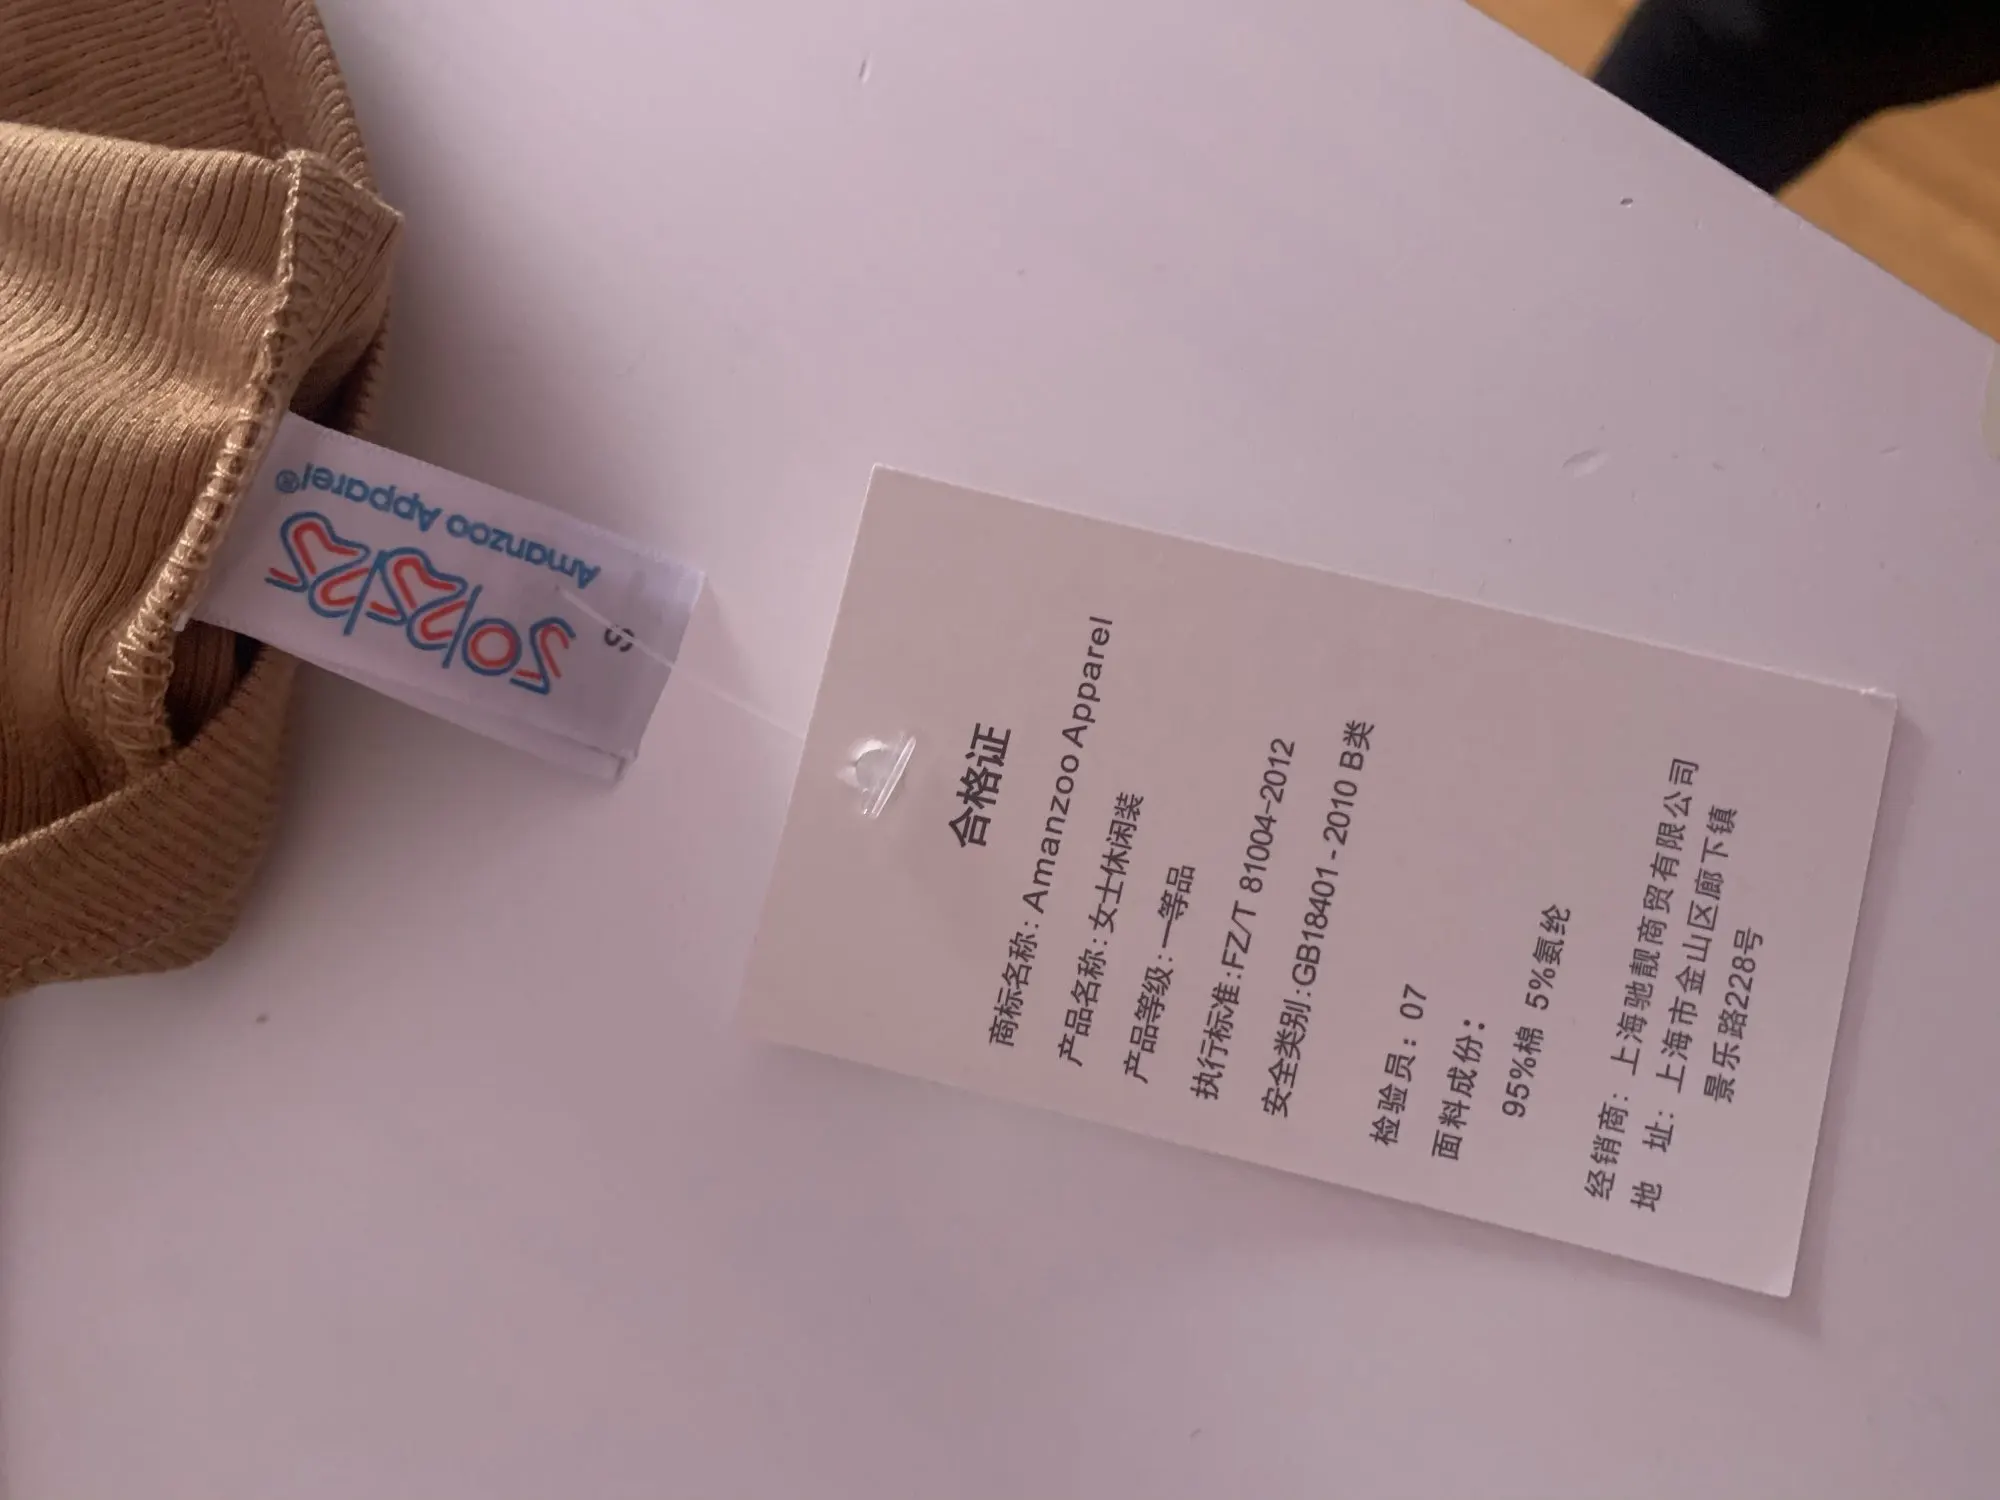 Amanzoo Apparel®
S
合格证
商标名称:Amanzoo Apparel
产品名称:女士休闲装
产品等级:一等品
执行标准:FZ/T 81004-2012
安全类别:GB18401-2010 B类
检验员:07
面料成份:
95%棉 5%氨纶
经销商:上海驰靓商贸有限公司
地 址:上海市金山区廊下镇
景乐路228号